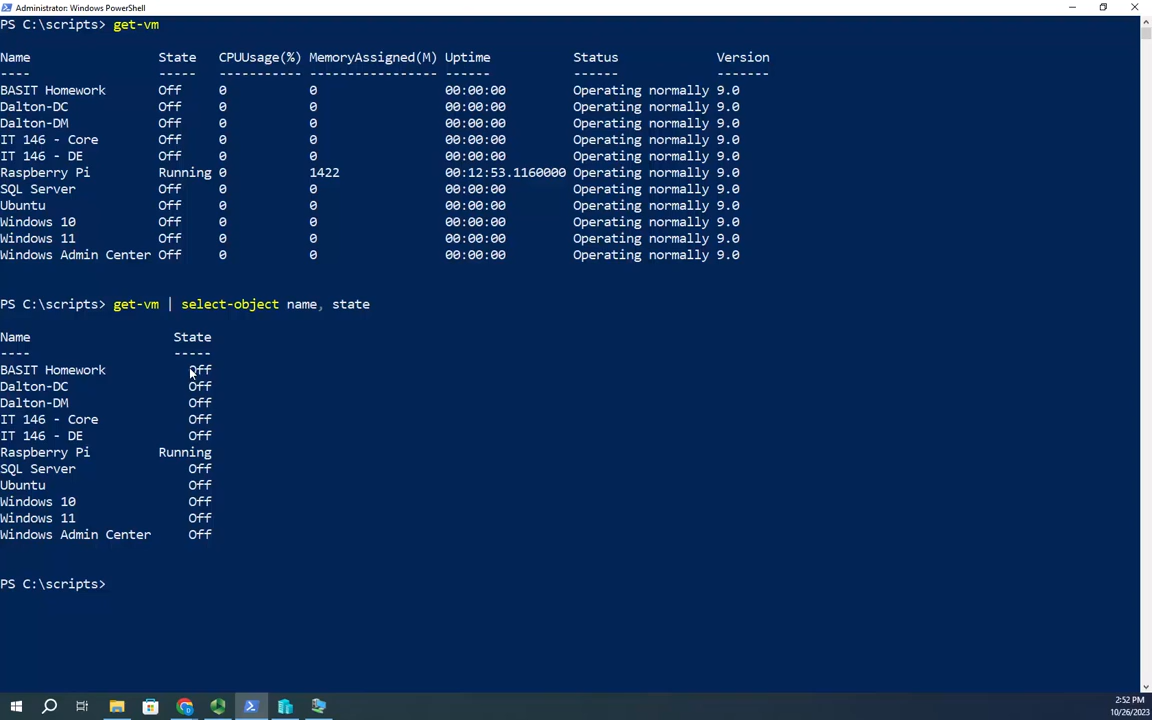 Administrator: Windows PowerShell
PS C:\scripts> get-vm
Name State CPUUsage(%) MemoryAssigned(M) Uptime Status Version
---- ----- ----------- ----------------- ------ ------ -------
BASIT Homework Off 0 0 00:00:00 Operating normally 9.0
Dalton-DC Off 0 0 00:00:00 Operating normally 9.0
Dalton-DM Off 0 0 00:00:00 Operating normally 9.0
IT 146 - Core Off 0 0 00:00:00 Operating normally 9.0
IT 146 - DE Off 0 0 00:00:00 Operating normally 9.0
Raspberry Pi Running 0 1422 00:12:53.1160000 Operating normally 9.0
SQL Server Off 0 0 00:00:00 Operating normally 9.0
Ubuntu Off 0 0 00:00:00 Operating normally 9.0
Windows 10 Off 0 0 00:00:00 Operating normally 9.0
Windows 11 Off 0 0 00:00:00 Operating normally 9.0
Windows Admin Center Off 0 0 00:00:00 Operating normally 9.0
PS C:\scripts> get-vm | select-object name, state
Name State
---- -----
BASIT Homework Off
Dalton-DC Off
Dalton-DM Off
IT 146 - Core Off
IT 146 - DE Off
Raspberry Pi Running
SQL Server Off
Ubuntu Off
Windows 10 Off
Windows 11 Off
Windows Admin Center Off
PS C:\scripts>
2:52 PM
10/26/2023